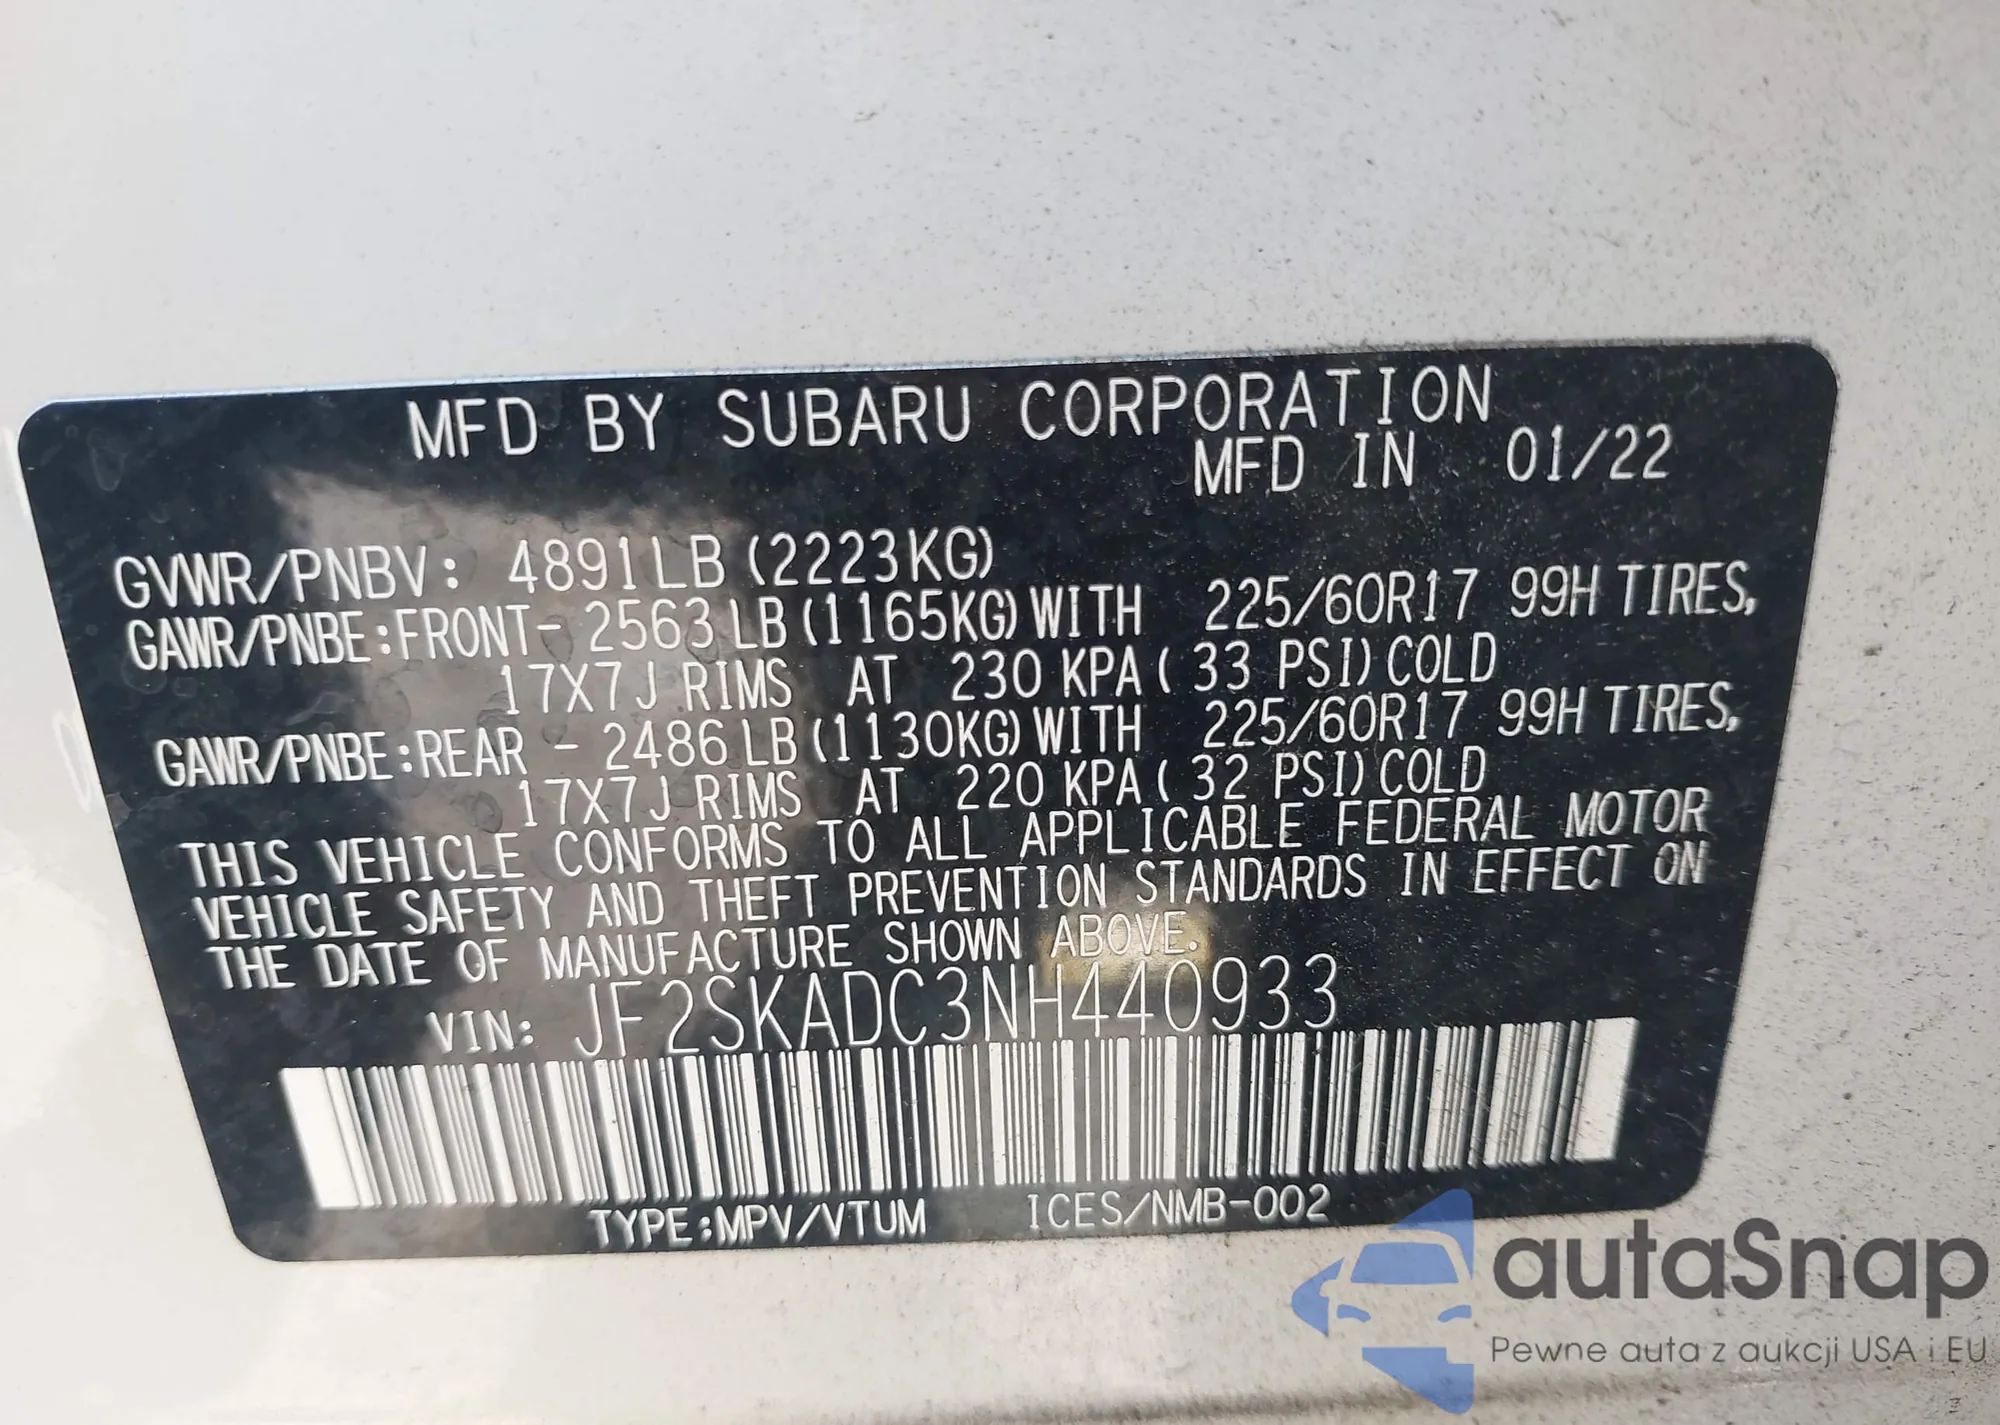 MFD BY SUBARU CORPORATION
MFD IN 01/22
GVWR/PNBV: 4891LB (2223KG)
GAWR/PNBE:FRONT- 2563 LB (1165KG) WITH 225/60R17 99H TIRES,
17X7J RIMS AT 230 KPA ( 33 PSI) COLD
GAWR/PNBE:REAR - 2486 LB (1130KG) WITH 225/60R17 99H TIRES,
17X7J RIMS AT 220 KPA ( 32 PSI) COLD
THIS VEHICLE CONFORMS TO ALL APPLICABLE FEDERAL MOTOR
VEHICLE SAFETY AND THEFT PREVENTION STANDARDS IN EFFECT ON
THE DATE OF MANUFACTURE SHOWN ABOVE.
VIN: JF2SKADC3NH440933
TYPE:MPV/VTUM ICES/NMB-002
autaSnap
Pewne auta z aukcji USA i EU